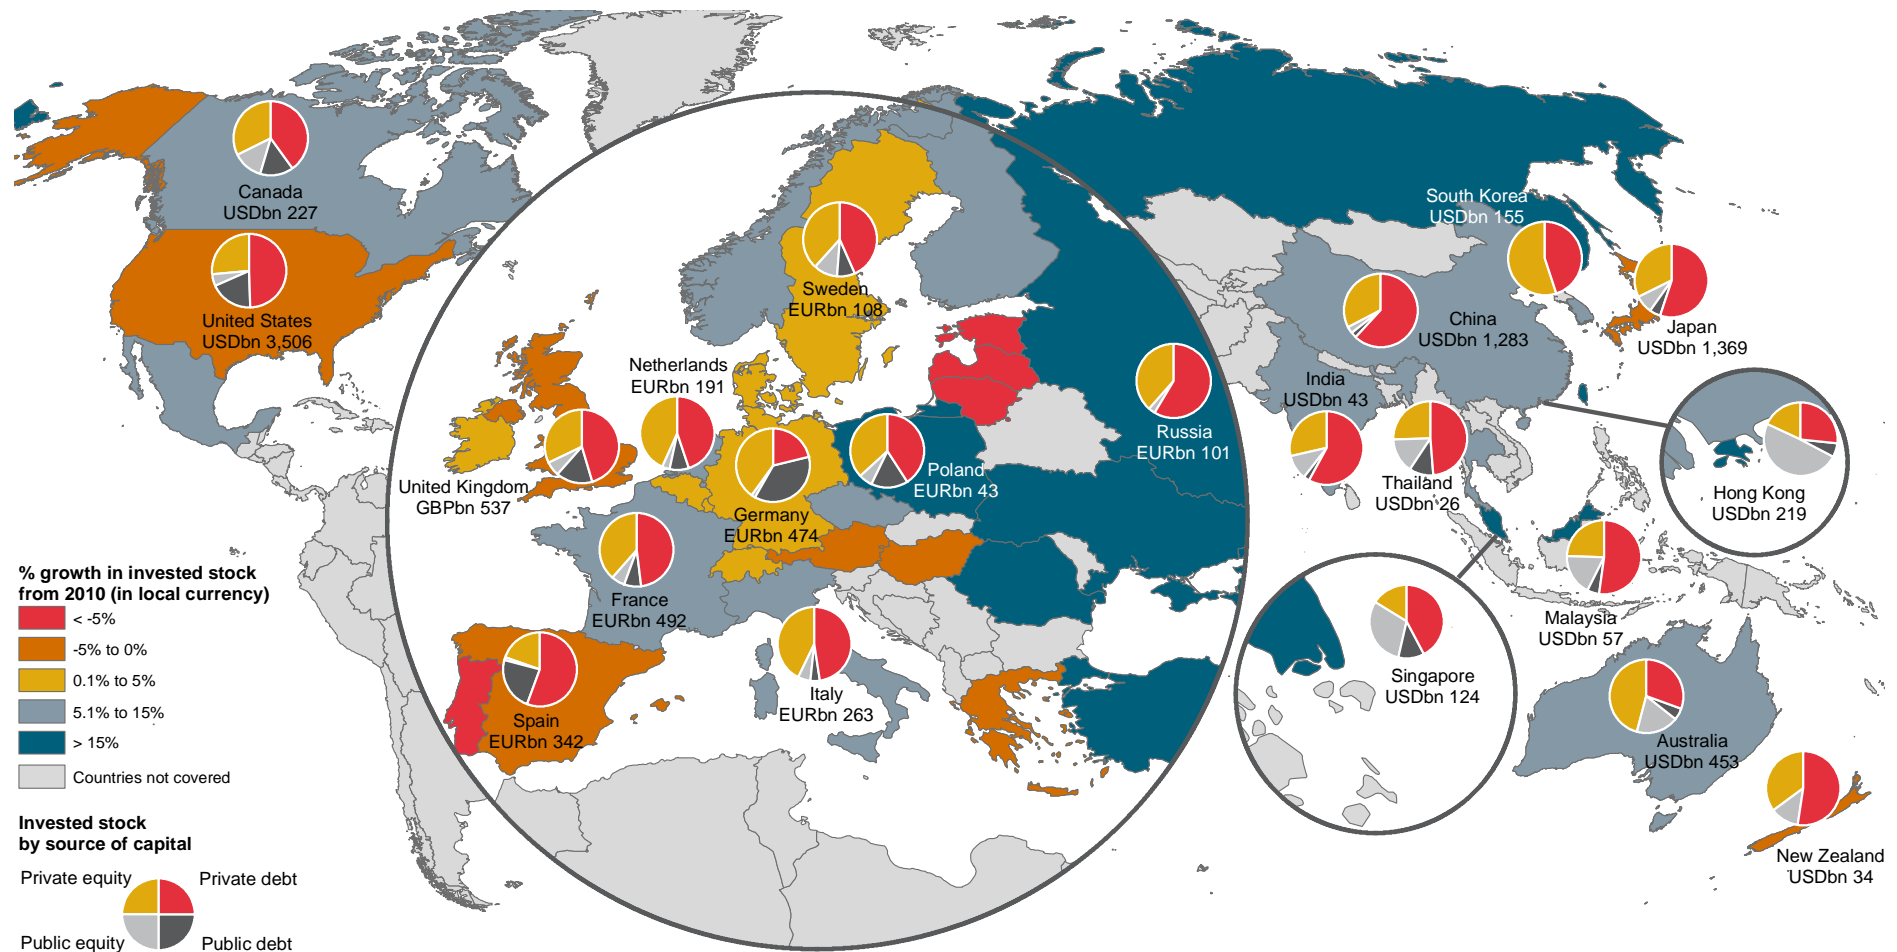 Canada
USDbn 227
United States
USDbn 3,506
Sweden
EURbn 108
Netherlands
EURbn 191
United Kingdom
GBPbn 537
Germany
EURbn 474
Poland
EURbn 43
Russia
EURbn 101
France
EURbn 492
Italy
EURbn 263
Spain
EURbn 342
South Korea
USDbn 155
China
USDbn 1,283
Japan
USDbn 1,369
India
USDbn 43
Thailand
USDbn 26
Hong Kong
USDbn 219
Malaysia
USDbn 57
Singapore
USDbn 124
Australia
USDbn 453
New Zealand
USDbn 34
% growth in invested stock
from 2010 (in local currency)
< -5%
-5% to 0%
0.1% to 5%
5.1% to 15%
> 15%
Countries not covered
Invested stock
by source of capital
Private equity
Private debt
Public equity
Public debt